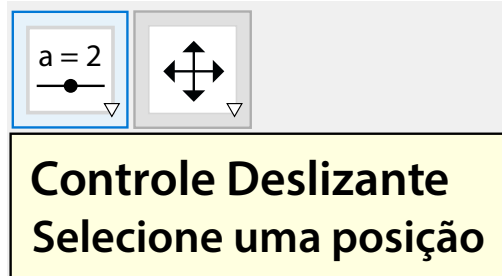 a = 2
Controle Deslizante
Selecione uma posição